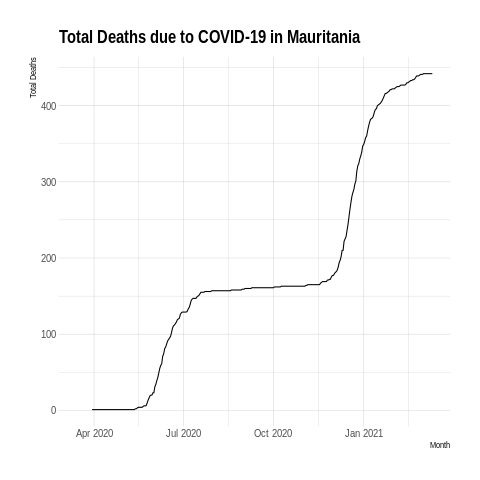 Total Deaths due to COVID-19 in Mauritania
Total Deaths
400
300
200
100
0
Apr 2020 Jul 2020 Oct 2020 Jan 2021
Month